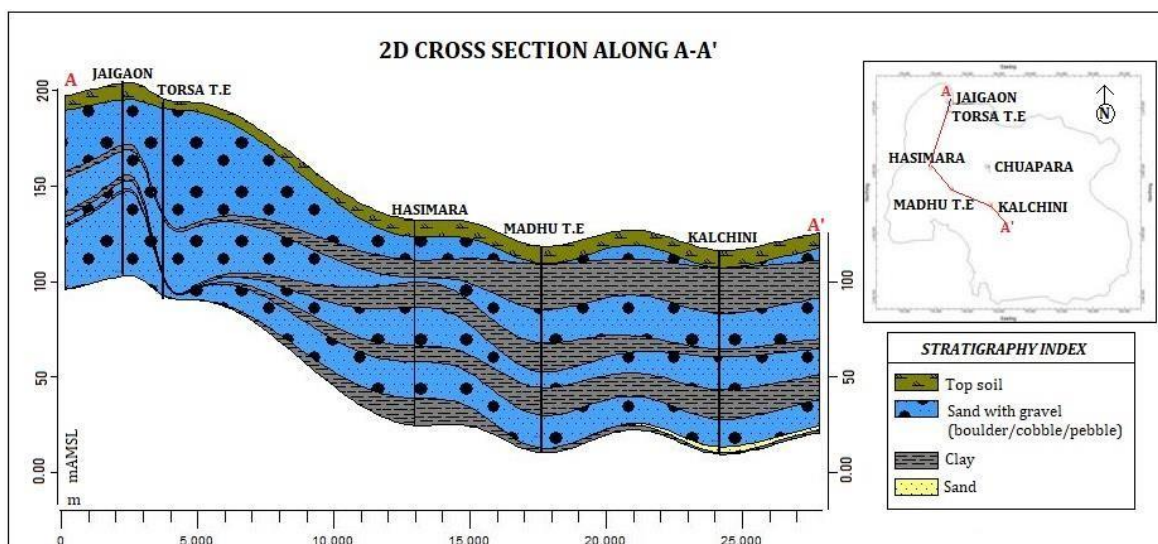 2D CROSS SECTION ALONG A-A'
A
JAIGAON
TORSA T.E
HASIMARA
MADHU T.E
KALCHINI
A'
200
150
100
50
0.00
mAMSL
m
100
50
0.00
0
5 000
10 000
15 000
20 000
25 000
A
JAIGAON
TORSA T.E
N
HASIMARA
CHUAPARA
MADHU T.E
KALCHINI
A'
STRATIGRAPHY INDEX
Top soil
Sand with gravel
(boulder/cobble/pebble)
Clay
Sand